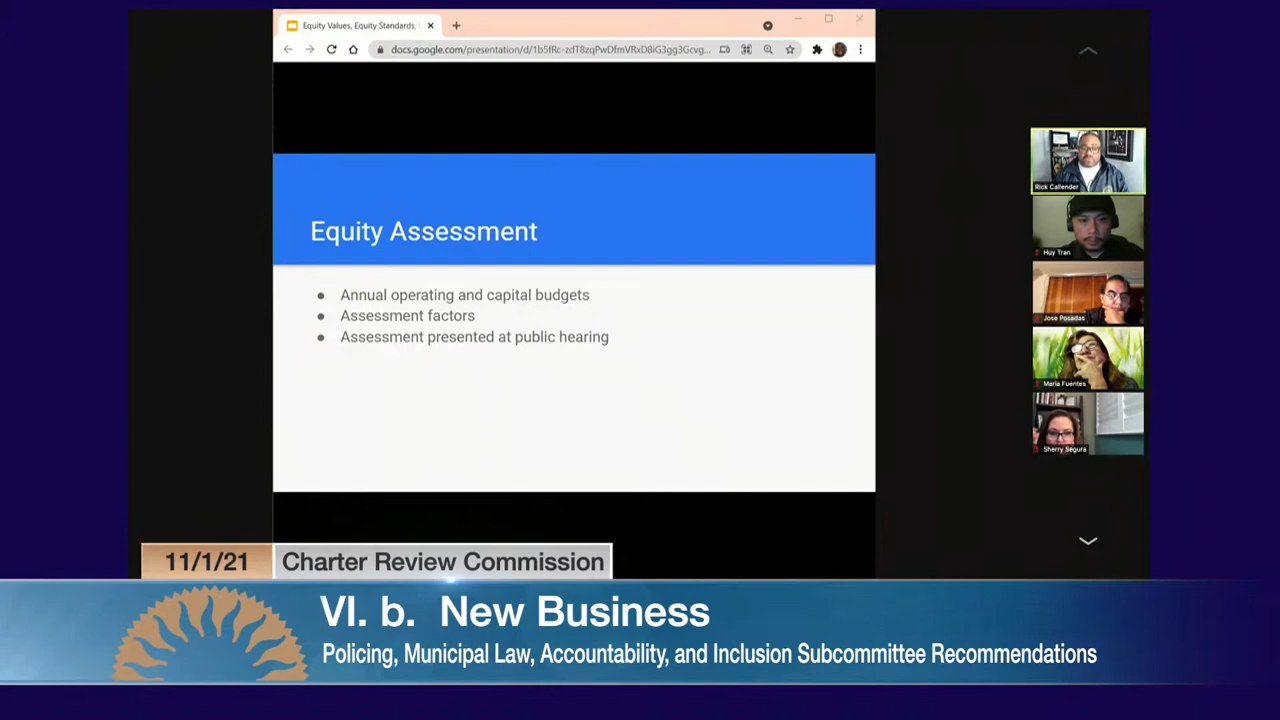 Equity Values, Equity Standards,
docs.google.com/presentation/d/1b5fRc-zdT8zqPwDfmVRxD8iG3gg3Gcvg...
Equity Assessment
● Annual operating and capital budgets
● Assessment factors
● Assessment presented at public hearing
Rick Callender
Huy Tran
Jose Posadas
Maria Fuentes
Sherry Segura
11/1/21 Charter Review Commission
VI. b. New Business
Policing, Municipal Law, Accountability, and Inclusion Subcommittee Recommendations